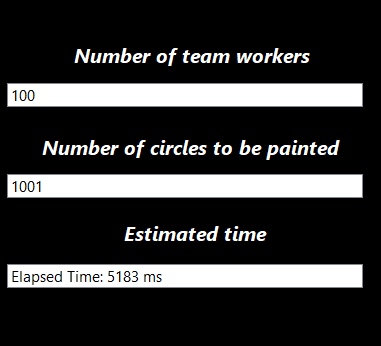 Number of team workers
100
Number of circles to be painted
1001
Estimated time
Elapsed Time: 5183 ms